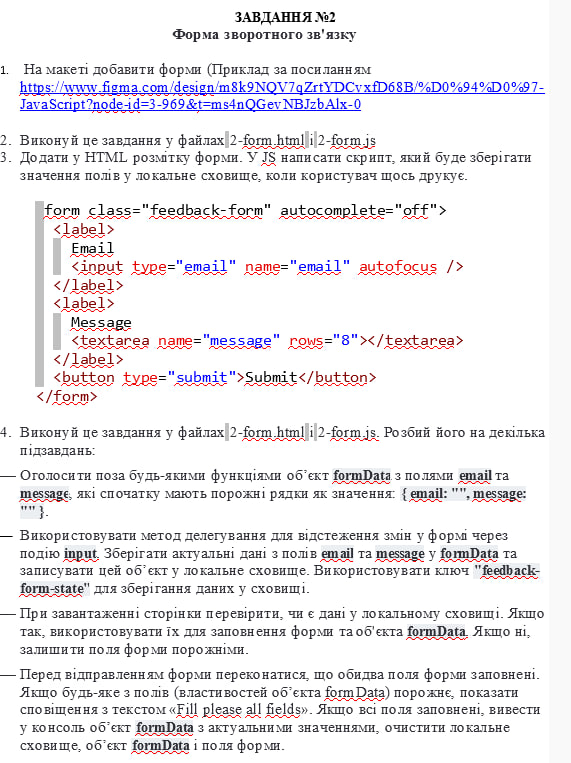 ЗАВДАННЯ №2
Форма зворотного зв'язку
1. На макеті добавити форми (Приклад за посиланням
https://www.figma.com/design/m8k9NQV7qZrtYDCvxfD68B/%D0%94%D0%97-
JavaScript?node-id=3-969&t=ms4nQGevNBJzbAlx-0
2. Виконуй це завдання у файлах 2-form.html і 2-form.js
3. Додати у HTML розмітку форми. У JS написати скрипт, який буде зберігати
значення полів у локальне сховище, коли користувач щось друкує.
form class="feedback-form" autocomplete="off">
<label>
Email
<input type="email" name="email" autofocus />
</label>
<label>
Message
<textarea name="message" rows="8"></textarea>
</label>
<button type="submit">Submit</button>
</form>
4. Виконуй це завдання у файлах 2-form.html і 2-form.js. Розбий його на декілька
підзавдань:
— Оголосити поза будь-якими функціями об’єкт formData з полями email та
message, які спочатку мають порожні рядки як значення: { email: "", message:
"" }.
— Використовувати метод делегування для відстеження змін у формі через
подію input. Зберігати актуальні дані з полів email та message у formData та
записувати цей об’єкт у локальне сховище. Використовувати ключ "feedback-
form-state" для зберігання даних у сховищі.
— При завантаженні сторінки перевірити, чи є дані у локальному сховищі. Якщо
так, використовувати їх для заповнення форми та об'єкта formData. Якщо ні,
залишити поля форми порожніми.
— Перед відправленням форми переконатися, що обидва поля форми заповнені.
Якщо будь-яке з полів (властивостей об’єкта formData) порожнє, показати
сповіщення з текстом «Fill please all fields». Якщо всі поля заповнені, вивести
у консоль об’єкт formData з актуальними значеннями, очистити локальне
сховище, об’єкт formData і поля форми.